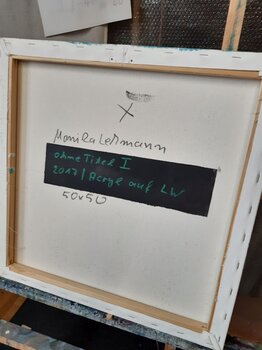 X
Monika Lehmann
ohne Titel I
2017 | Acryl auf LW
50x50